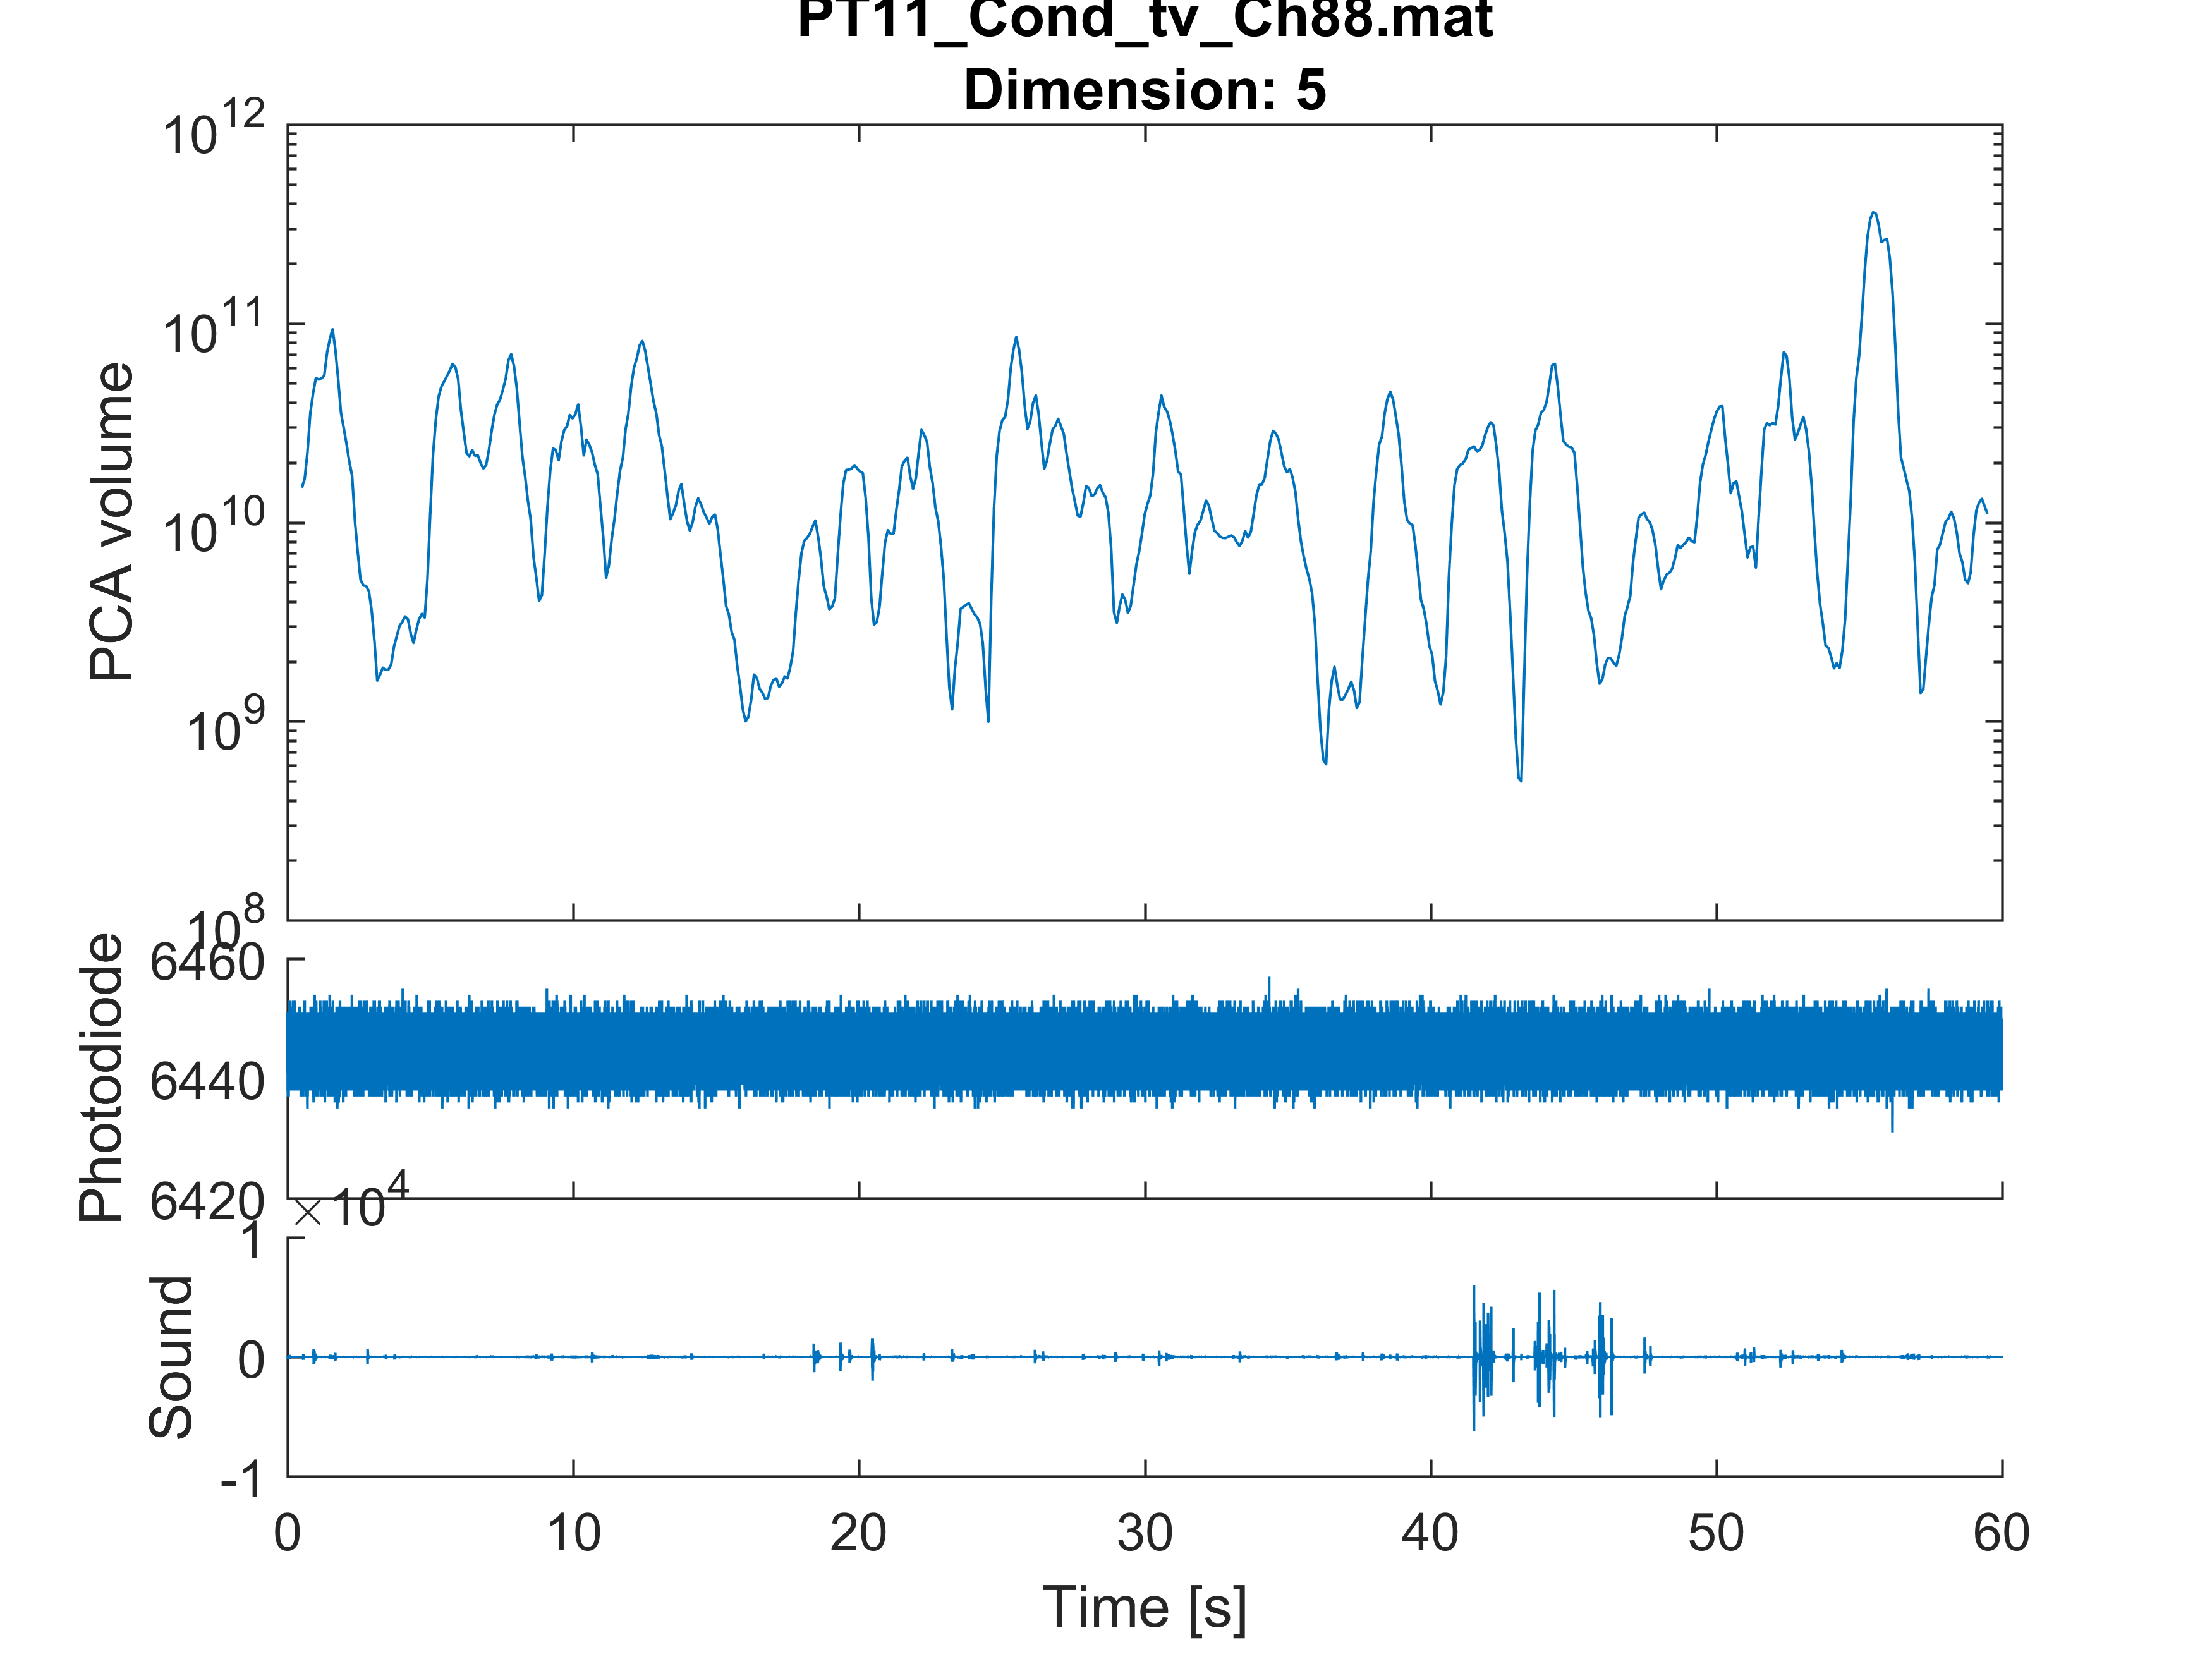 PT11_Cond_tv_Ch88.mat
Dimension: 5
10^12
10^11
10^10
10^9
10^8
PCA volume
6460
6440
6420
Photodiode
×10^4
1
0
-1
Sound
0 10 20 30 40 50 60
Time [s]